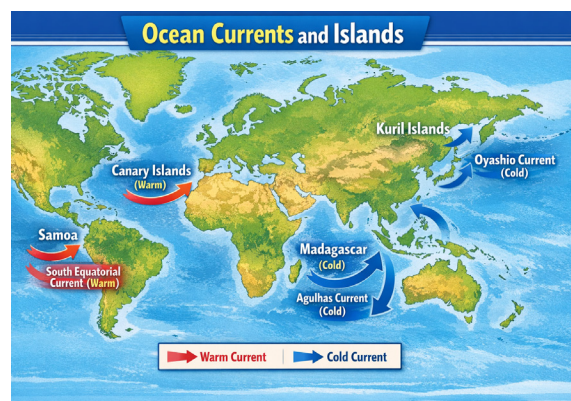 Ocean Currents and Islands
Kuril Islands
Oyashio Current
(Cold)
Canary Islands
(Warm)
Samoa
South Equatorial
Current (Warm)
Madagascar
(Cold)
Agulhas Current
(Cold)
Warm Current
Cold Current